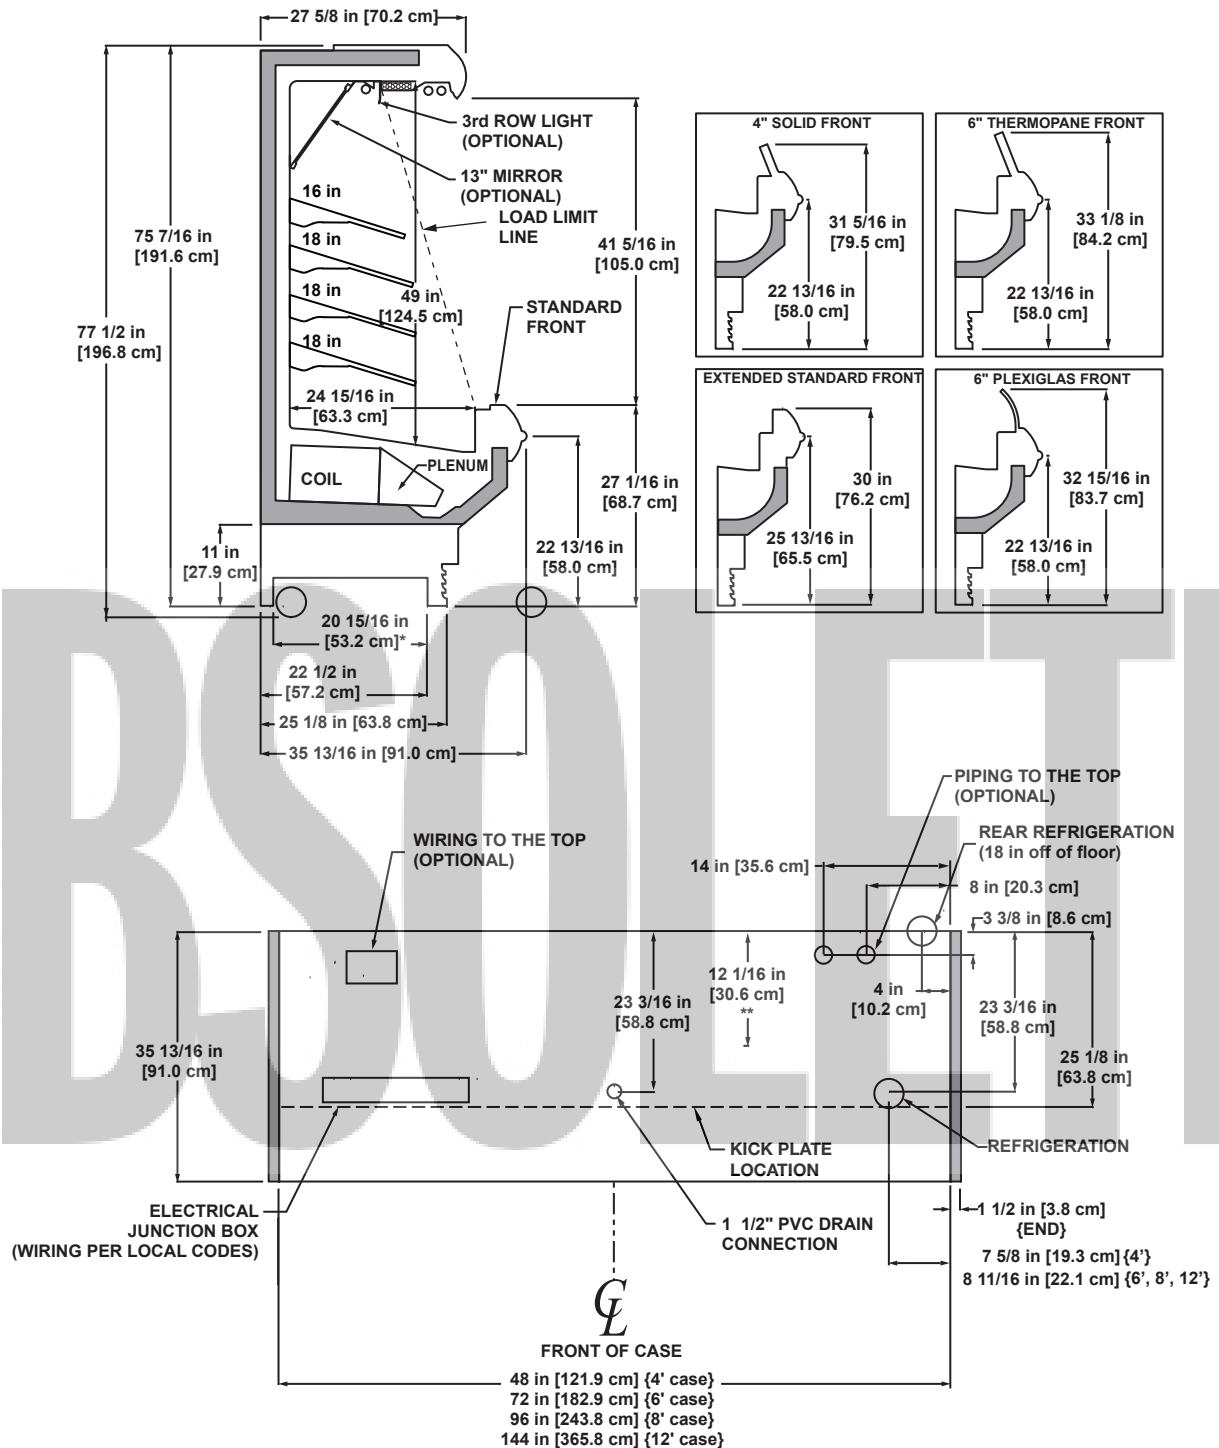 27 5/8 in [70.2 cm]
3rd ROW LIGHT
(OPTIONAL)
13" MIRROR
(OPTIONAL)
LOAD LIMIT
LINE
16 in
18 in
18 in
18 in
75 7/16 in
[191.6 cm]
77 1/2 in
[196.8 cm]
49 in
[124.5 cm]
41 5/16 in
[105.0 cm]
STANDARD
FRONT
24 15/16 in
[63.3 cm]
COIL
PLENUM
27 1/16 in
[68.7 cm]
22 13/16 in
[58.0 cm]
11 in
[27.9 cm]
20 15/16 in
[53.2 cm]*
22 1/2 in
[57.2 cm]
25 1/8 in [63.8 cm]
35 13/16 in [91.0 cm]
4" SOLID FRONT
31 5/16 in
[79.5 cm]
22 13/16 in
[58.0 cm]
6" THERMOPANE FRONT
33 1/8 in
[84.2 cm]
22 13/16 in
[58.0 cm]
EXTENDED STANDARD FRONT
30 in
[76.2 cm]
25 13/16 in
[65.5 cm]
6" PLEXIGLAS FRONT
32 15/16 in
[83.7 cm]
22 13/16 in
[58.0 cm]
BSOLET
PIPING TO THE TOP
(OPTIONAL)
REAR REFRIGERATION
(18 in off of floor)
WIRING TO THE TOP
(OPTIONAL)
14 in [35.6 cm]
8 in [20.3 cm]
3 3/8 in [8.6 cm]
12 1/16 in
[30.6 cm]
**
4 in
[10.2 cm]
23 3/16 in
[58.8 cm]
23 3/16 in
[58.8 cm]
35 13/16 in
[91.0 cm]
25 1/8 in
[63.8 cm]
KICK PLATE
LOCATION
REFRIGERATION
ELECTRICAL
JUNCTION BOX
(WIRING PER LOCAL CODES)
1 1/2" PVC DRAIN
CONNECTION
1 1/2 in [3.8 cm]
{END}
7 5/8 in [19.3 cm] {4’}
8 11/16 in [22.1 cm] {6’, 8’, 12’}
CL
FRONT OF CASE
48 in [121.9 cm] {4' case}
72 in [182.9 cm] {6' case}
96 in [243.8 cm] {8' case}
144 in [365.8 cm] {12' case}